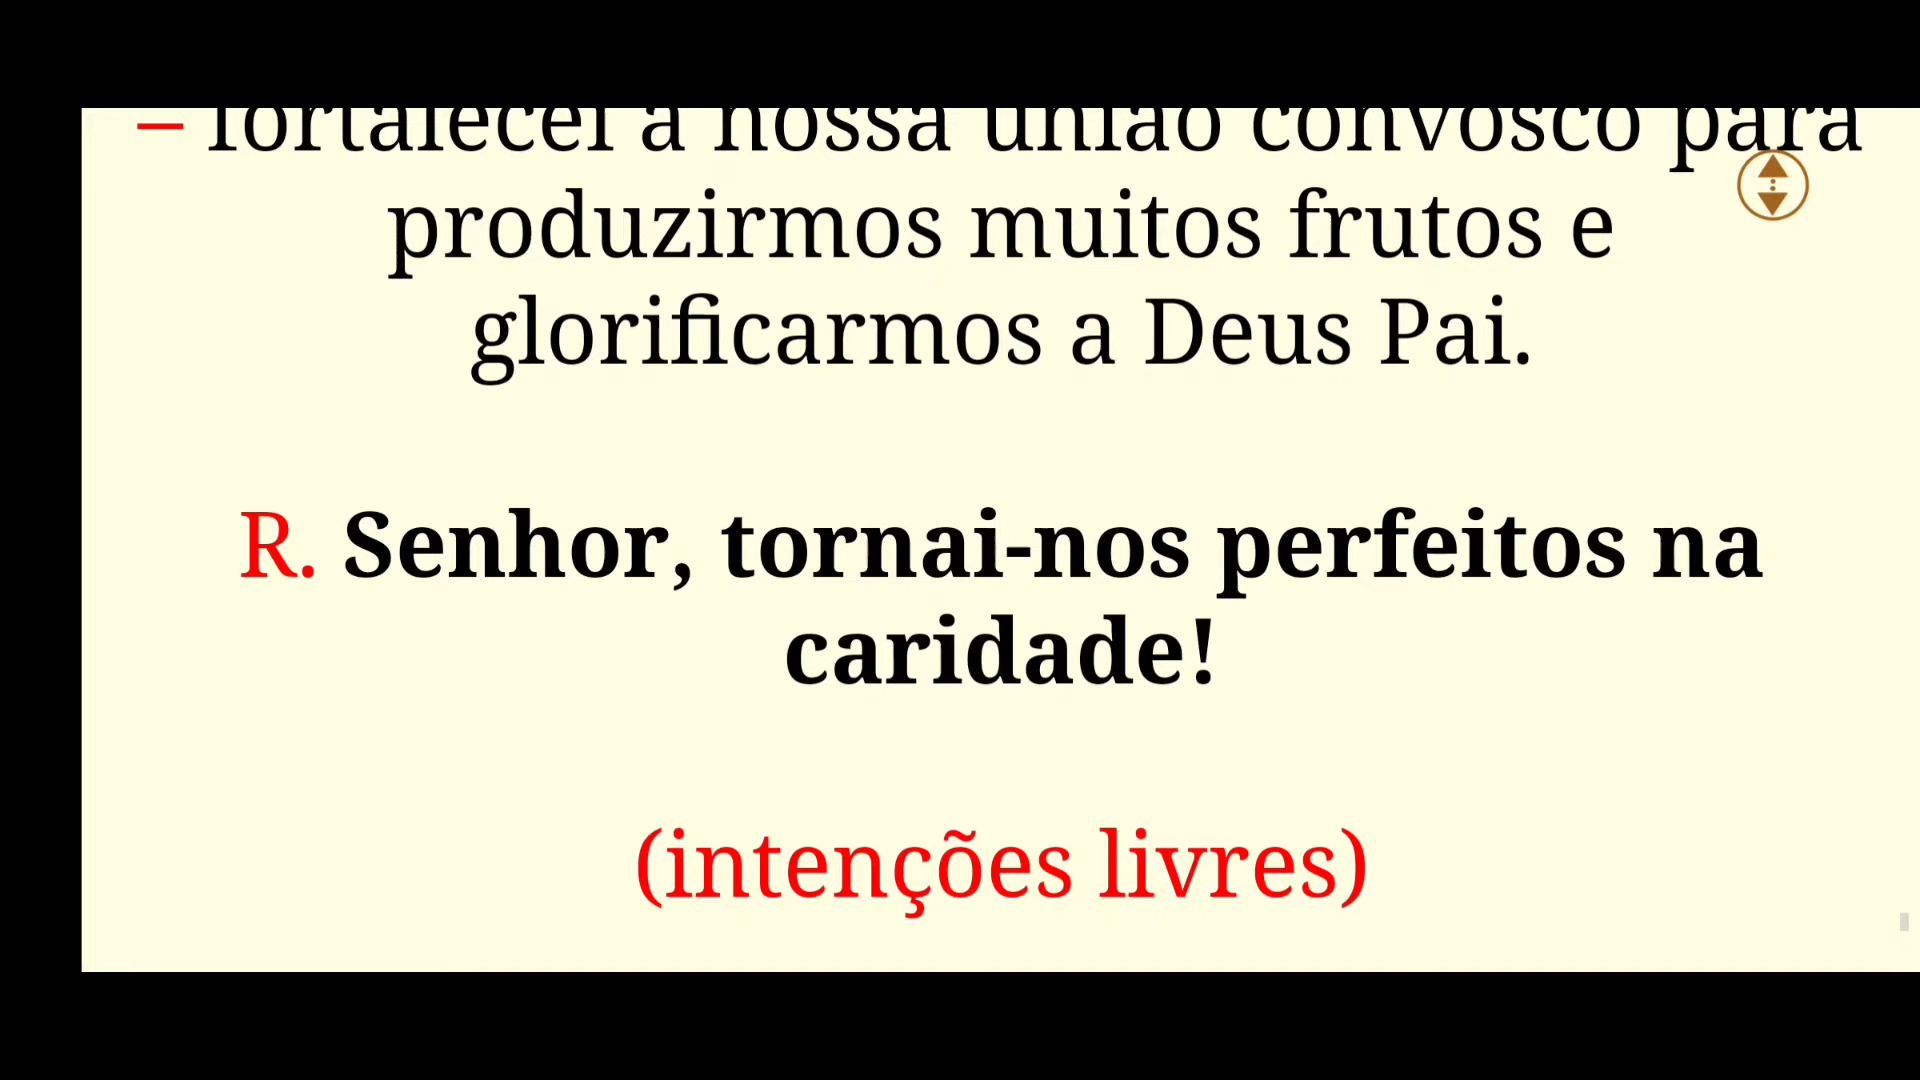 – fortalecei a nossa união convosco para
produzirmos muitos frutos e
glorificarmos a Deus Pai.
R. Senhor, tornai-nos perfeitos na
caridade!
(intenções livres)